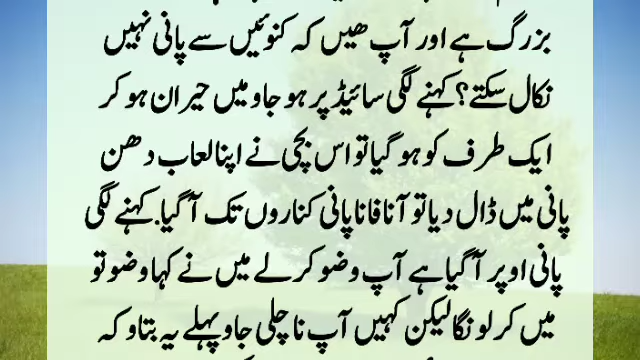 بزرگ ہے اور آپ ھیں کہ کنوئیں سے پانی نہیں
نکال سکتے؟ کہنے لگی سائیڈ پر ہو جاو میں حیران ہو کر
ایک طرف کو ہو گیا تو اس بچی نے اپنا لعاب دھن
پانی میں ڈال دیا تو آنا فانا پانی کناروں تک آ گیا. کہنے لگی
پانی اوپر آ گیا ہے آپ وضو کر لے میں نے کہا وضو تو
میں کر لونگا لیکن کہیں آپ نا چلی جاو پہلے یہ بتاو کہ